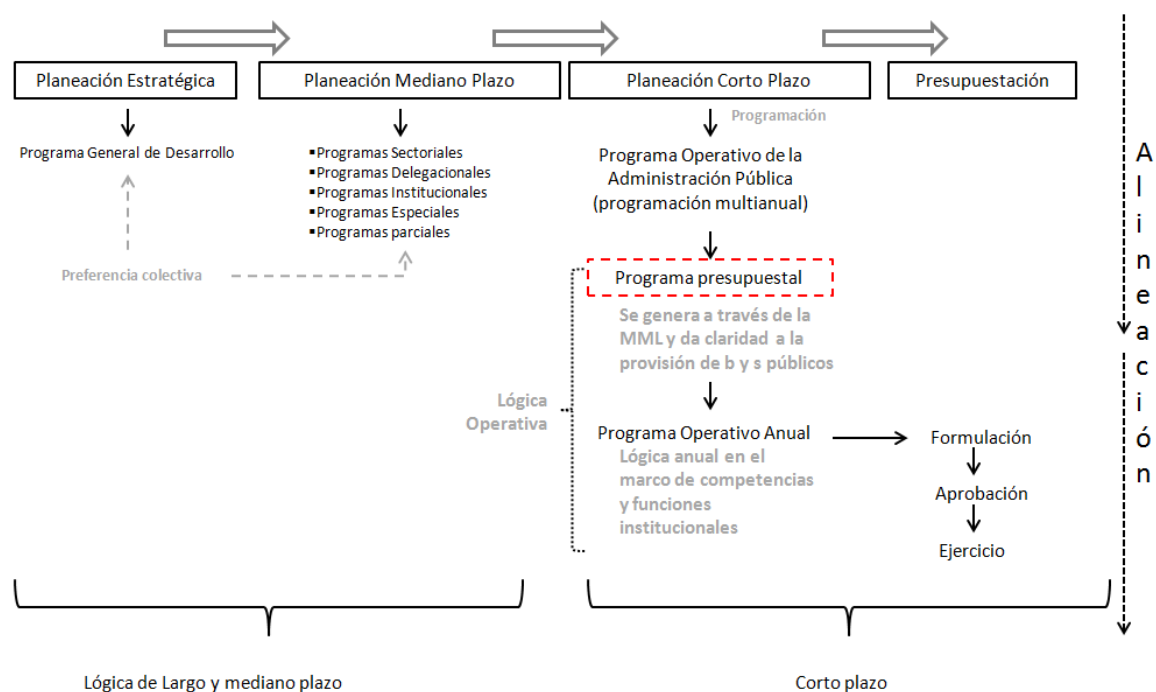 Planeación Estratégica
Planeación Mediano Plazo
Planeación Corto Plazo
Presupuestación
Programación
Programa General de Desarrollo
▪Programas Sectoriales
▪Programas Delegacionales
▪Programas Institucionales
▪Programas Especiales
▪Programas parciales
Preferencia colectiva
Programa Operativo de la
Administración Pública
(programación multianual)
Programa presupuestal
Se genera a través de la
MML y da claridad a la
provisión de b y s públicos
Lógica
Operativa
Programa Operativo Anual
Lógica anual en el
marco de competencias
y funciones
institucionales
Formulación
Aprobación
Ejercicio
Alineación
Lógica de Largo y mediano plazo
Corto plazo